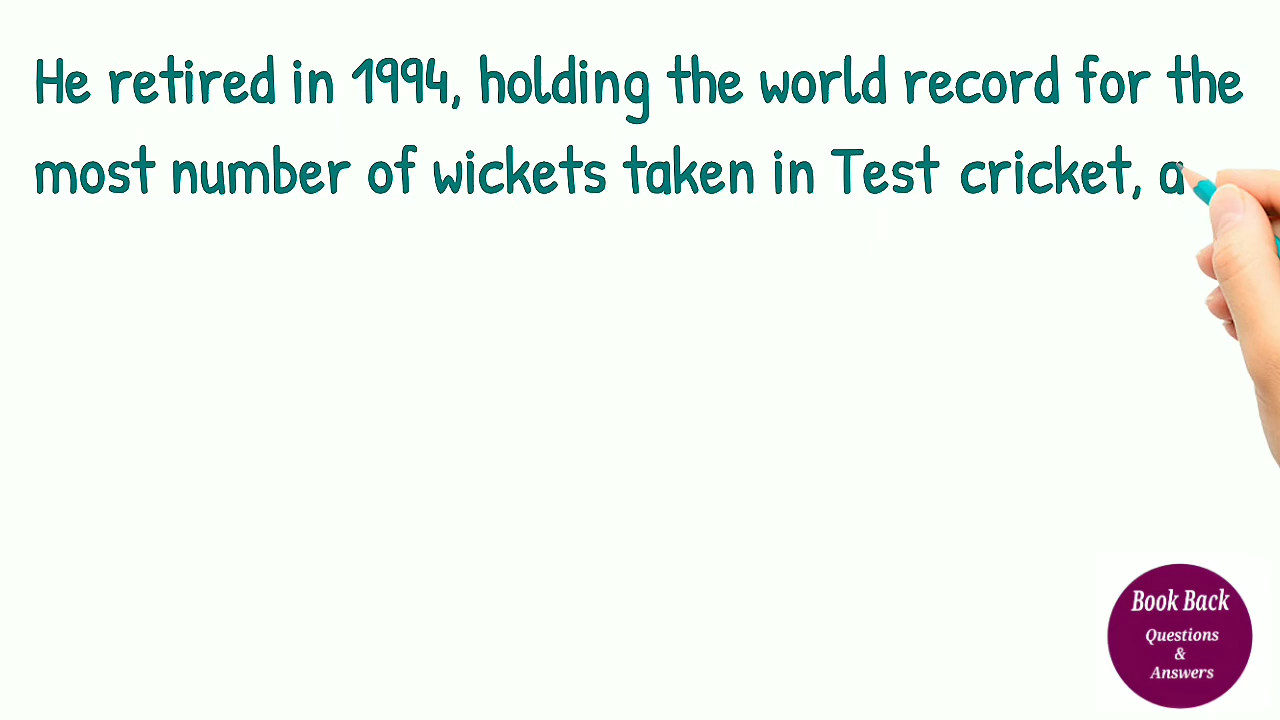 He retired in 1994, holding the world record for the
most number of wickets taken in Test cricket, a
Book Back
Questions
&
Answers